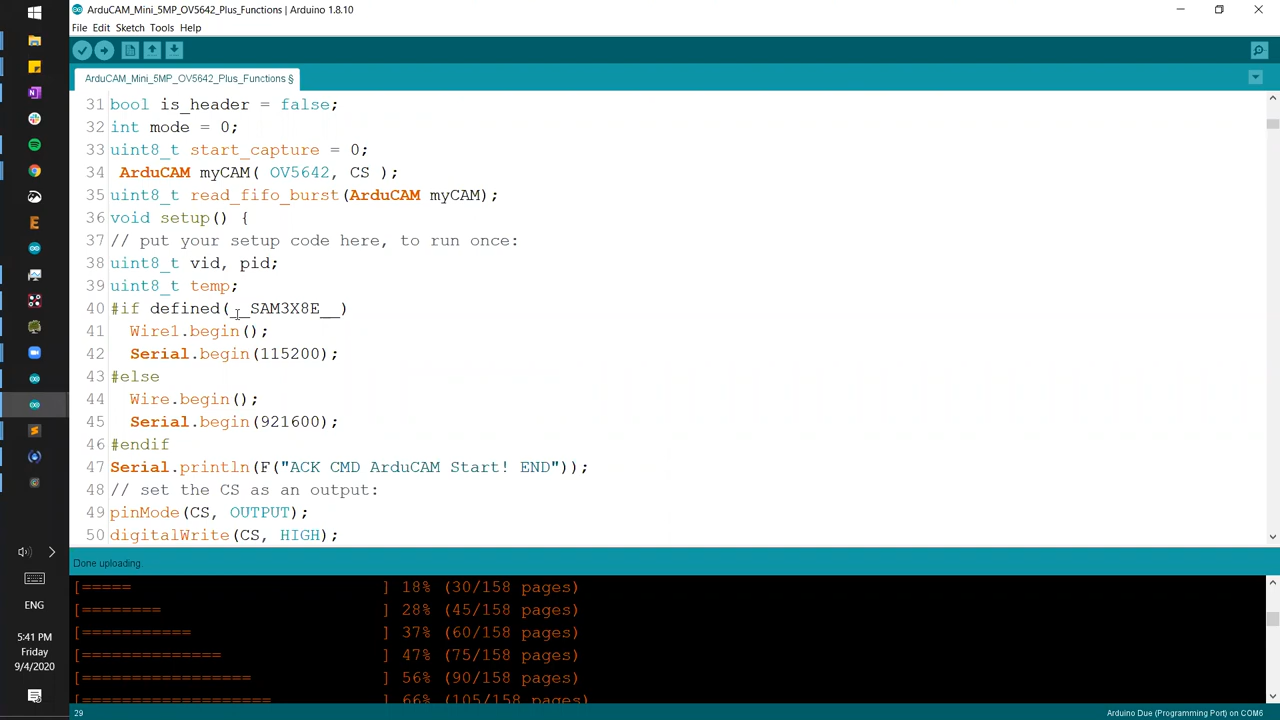 ArduCAM_Mini_5MP_OV5642_Plus_Functions | Arduino 1.8.10
File Edit Sketch Tools Help
ArduCAM_Mini_5MP_OV5642_Plus_Functions §
31 bool is_header = false;
32 int mode = 0;
33 uint8_t start_capture = 0;
34 ArduCAM myCAM( OV5642, CS );
35 uint8_t read_fifo_burst(ArduCAM myCAM);
36 void setup() {
37 // put your setup code here, to run once:
38 uint8_t vid, pid;
39 uint8_t temp;
40 #if defined(__SAM3X8E__)
41 Wire1.begin();
42 Serial.begin(115200);
43 #else
44 Wire.begin();
45 Serial.begin(921600);
46 #endif
47 Serial.println(F("ACK CMD ArduCAM Start! END"));
48 // set the CS as an output:
49 pinMode(CS, OUTPUT);
50 digitalWrite(CS, HIGH);
Done uploading.
[===== ] 18% (30/158 pages)
[======== ] 28% (45/158 pages)
[=========== ] 37% (60/158 pages)
[============== ] 47% (75/158 pages)
[================= ] 56% (90/158 pages)
[=================== ] 66% (105/158 pages)
29
Arduino Due (Programming Port) on COM6
ENG
5:41 PM
Friday
9/4/2020